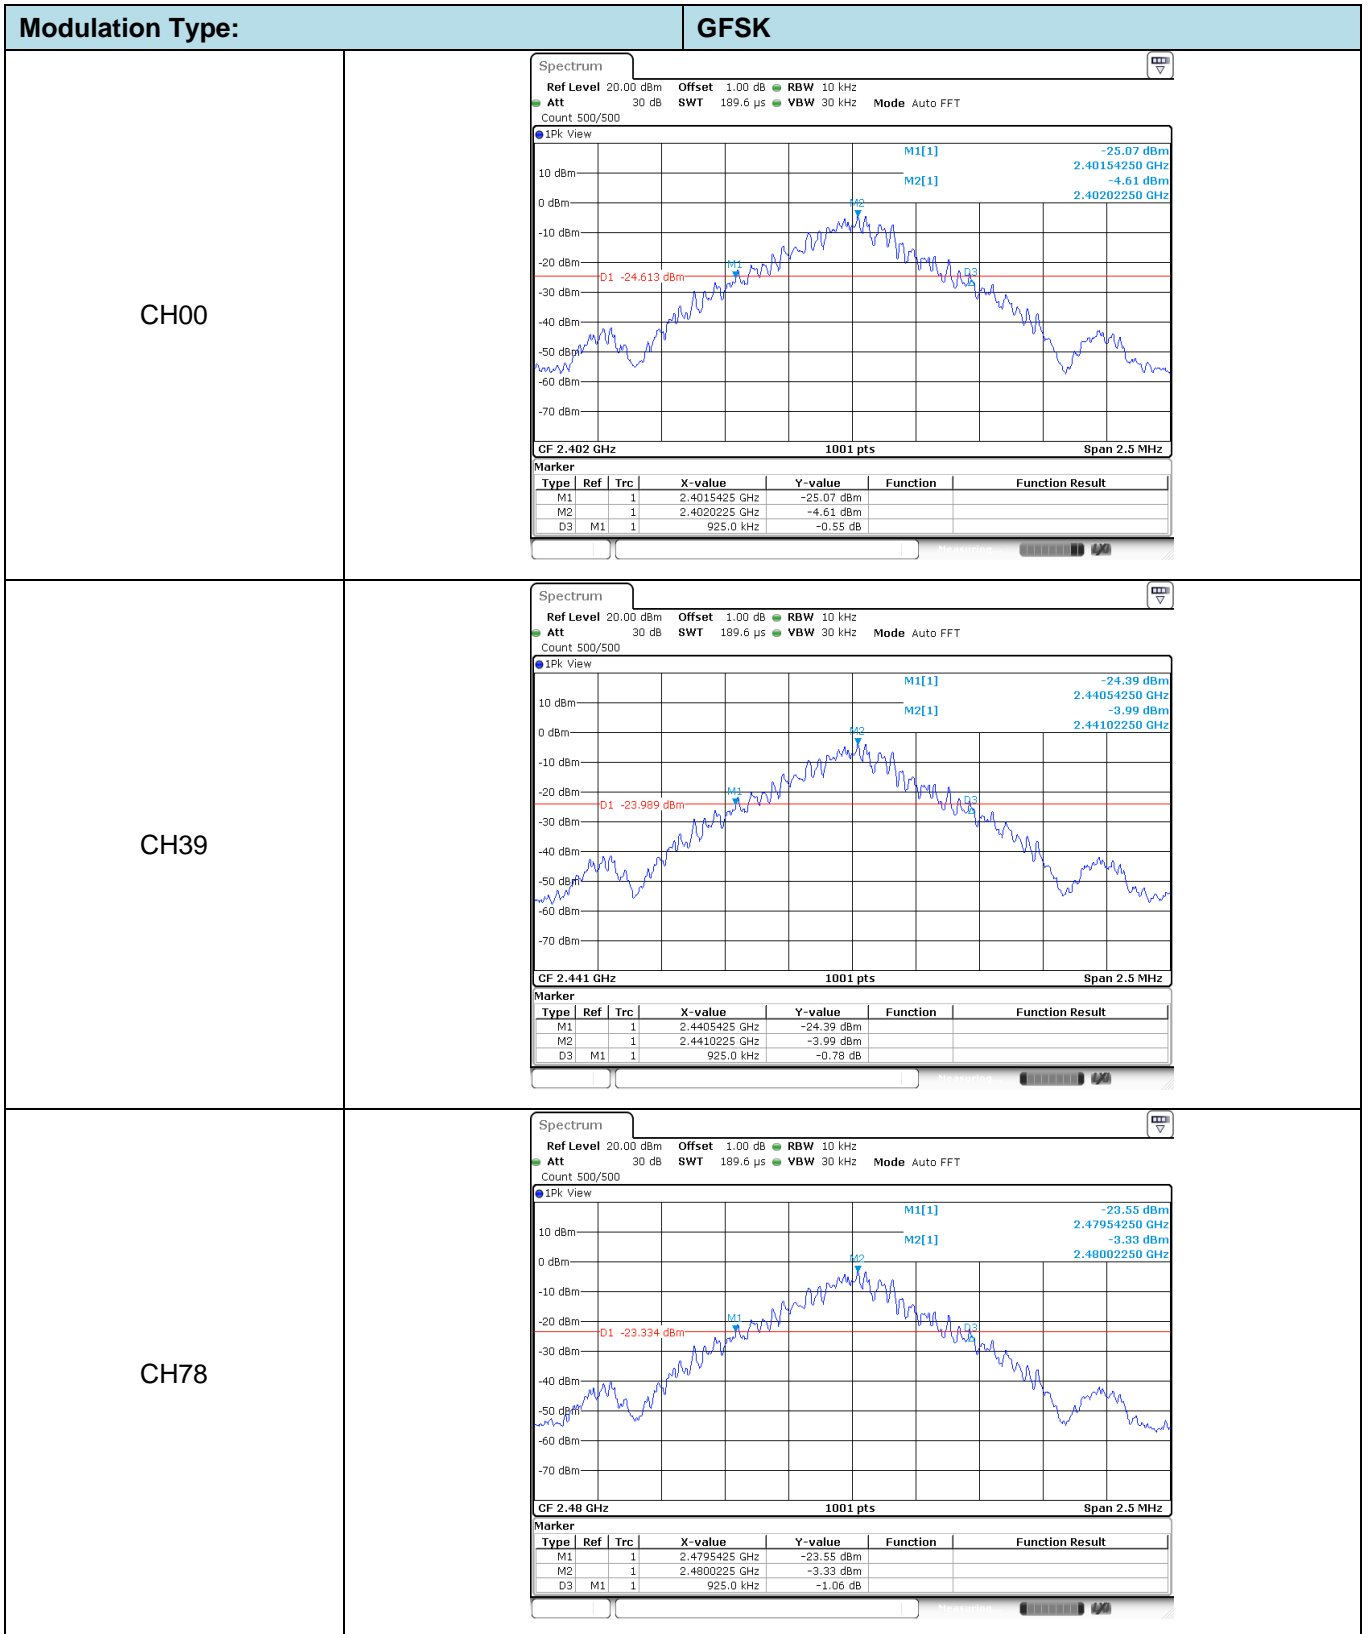 Modulation Type: GFSK
CH00
Spectrum
Ref Level 20.00 dBm Offset 1.00 dB RBW 10 kHz
Att 30 dB SWT 189.6 µs VBW 30 kHz Mode Auto FFT
Count 500/500
1Pk View
M1[1] -25.07 dBm
2.40154250 GHz
10 dBm
M2[1] -4.61 dBm
2.40202250 GHz
0 dBm
M2
-10 dBm
-20 dBm
M1
D3
D1 -24.613 dBm
-30 dBm
-40 dBm
-50 dBm
-60 dBm
-70 dBm
CF 2.402 GHz 1001 pts Span 2.5 MHz
Marker
Type Ref Trc X-value Y-value Function Function Result
M1 1 2.4015425 GHz -25.07 dBm
M2 1 2.4020225 GHz -4.61 dBm
D3 M1 1 925.0 kHz -0.55 dB
Measuring...
CH39
Spectrum
Ref Level 20.00 dBm Offset 1.00 dB RBW 10 kHz
Att 30 dB SWT 189.6 µs VBW 30 kHz Mode Auto FFT
Count 500/500
1Pk View
M1[1] -24.39 dBm
2.44054250 GHz
10 dBm
M2[1] -3.99 dBm
2.44102250 GHz
0 dBm
M2
-10 dBm
-20 dBm
M1
D3
D1 -23.989 dBm
-30 dBm
-40 dBm
-50 dBm
-60 dBm
-70 dBm
CF 2.441 GHz 1001 pts Span 2.5 MHz
Marker
Type Ref Trc X-value Y-value Function Function Result
M1 1 2.4405425 GHz -24.39 dBm
M2 1 2.4410225 GHz -3.99 dBm
D3 M1 1 925.0 kHz -0.78 dB
Measuring...
CH78
Spectrum
Ref Level 20.00 dBm Offset 1.00 dB RBW 10 kHz
Att 30 dB SWT 189.6 µs VBW 30 kHz Mode Auto FFT
Count 500/500
1Pk View
M1[1] -23.55 dBm
2.47954250 GHz
10 dBm
M2[1] -3.33 dBm
2.48002250 GHz
0 dBm
M2
-10 dBm
-20 dBm
M1
D3
D1 -23.334 dBm
-30 dBm
-40 dBm
-50 dBm
-60 dBm
-70 dBm
CF 2.48 GHz 1001 pts Span 2.5 MHz
Marker
Type Ref Trc X-value Y-value Function Function Result
M1 1 2.4795425 GHz -23.55 dBm
M2 1 2.4800225 GHz -3.33 dBm
D3 M1 1 925.0 kHz -1.06 dB
Measuring...